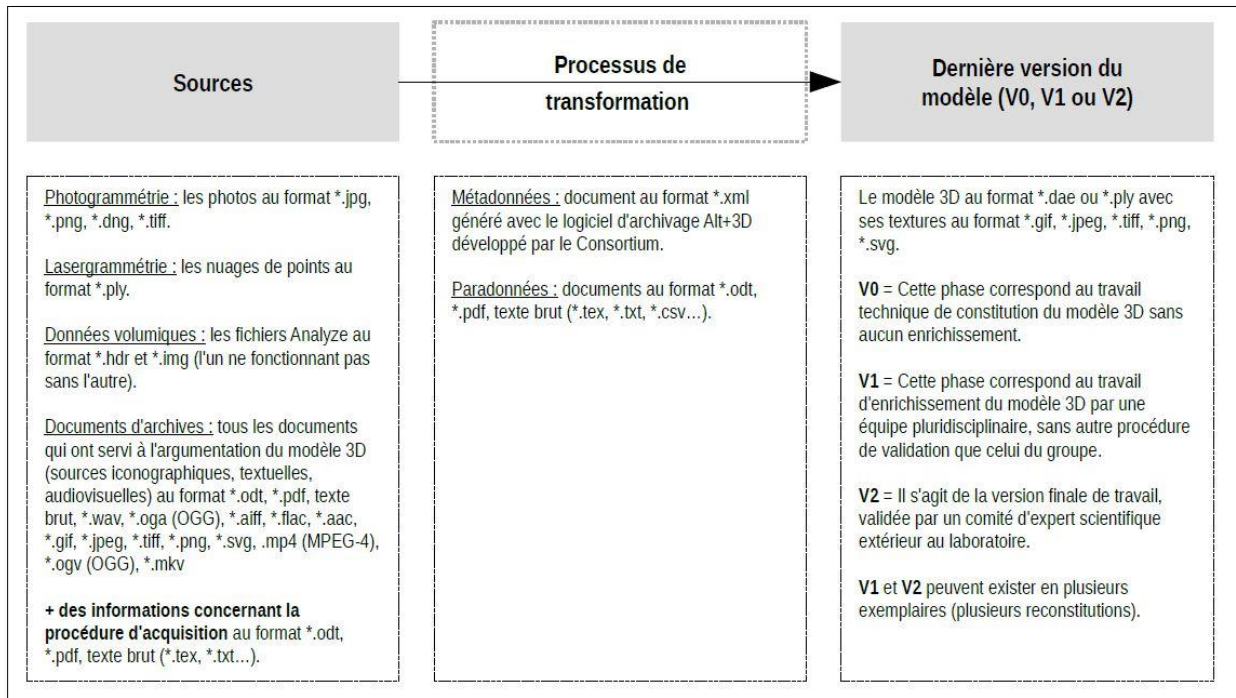 Sources
Processus de
transformation
Dernière version du
modèle (V0, V1 ou V2)
Photogrammétrie : les photos au format *.jpg,
*.png, *.dng, *.tiff.
Lasergrammétrie : les nuages de points au
format *.ply.
Données volumiques : les fichiers Analyze au
format *.hdr et *.img (l'un ne fonctionnant pas
sans l'autre).
Documents d'archives : tous les documents
qui ont servi à l'argumentation du modèle 3D
(sources iconographiques, textuelles,
audiovisuelles) au format *.odt, *.pdf, texte
brut, *.wav, *.oga (OGG), *.aiff, *.flac, *.aac,
*.gif, *.jpeg, *.tiff, *.png, *.svg, .mp4 (MPEG-4),
*.ogv (OGG), *.mkv
+ des informations concernant la
procédure d'acquisition au format *.odt,
*.pdf, texte brut (*.tex, *.txt…).
Métadonnées : document au format *.xml
généré avec le logiciel d'archivage Alt+3D
développé par le Consortium.
Paradonnées : documents au format *.odt,
*.pdf, texte brut (*.tex, *.txt, *.csv…).
Le modèle 3D au format *.dae ou *.ply avec
ses textures au format *.gif, *.jpeg, *.tiff, *.png,
*.svg.
V0 = Cette phase correspond au travail
technique de constitution du modèle 3D sans
aucun enrichissement.
V1 = Cette phase correspond au travail
d'enrichissement du modèle 3D par une
équipe pluridisciplinaire, sans autre procédure
de validation que celui du groupe.
V2 = Il s'agit de la version finale de travail,
validée par un comité d'expert scientifique
extérieur au laboratoire.
V1 et V2 peuvent exister en plusieurs
exemplaires (plusieurs reconstitutions).